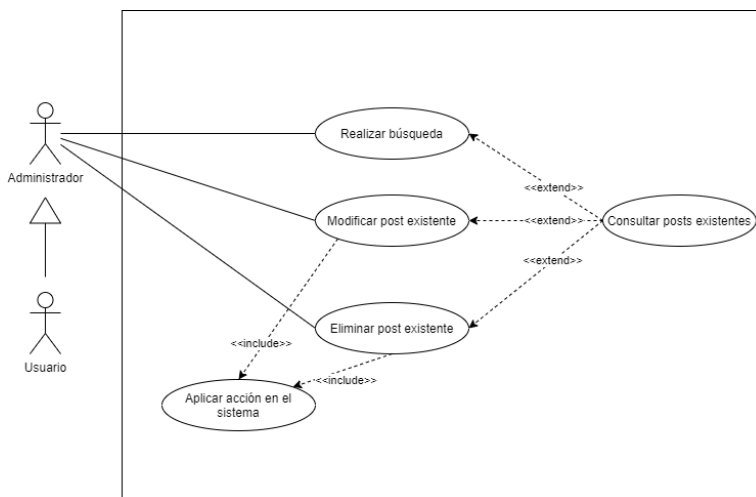 Realizar búsqueda
Administrador
<<extend>>
Modificar post existente
<<extend>>
Consultar posts existentes
<<extend>>
Eliminar post existente
<<include>>
Usuario
<<include>>
Aplicar acción en el
sistema